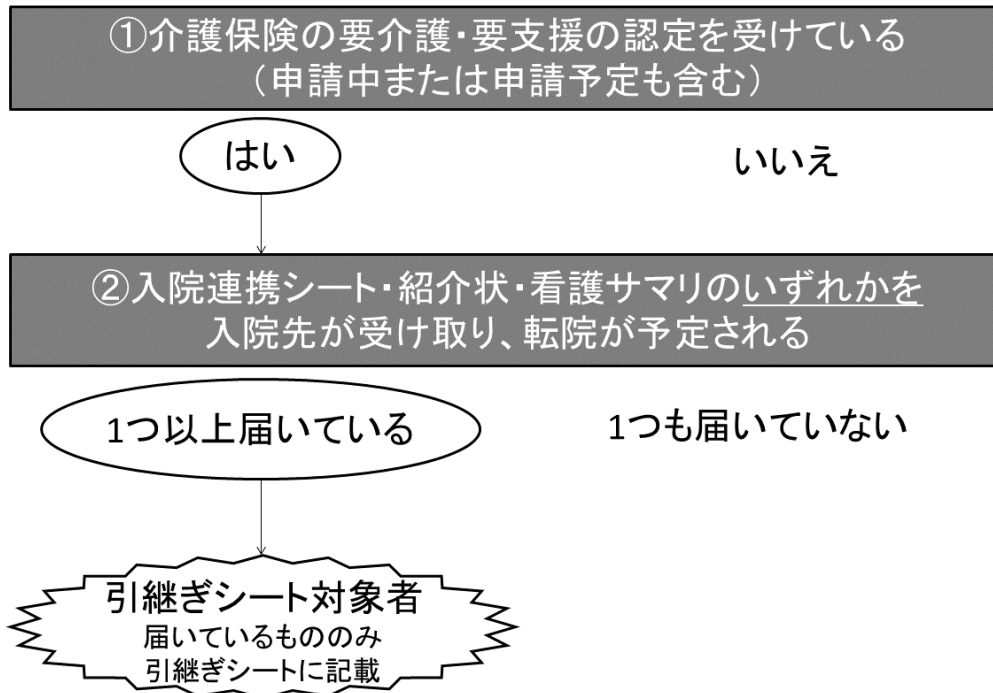 ①介護保険の要介護・要支援の認定を受けている
（申請中または申請予定も含む）
はい
いいえ
②入院連携シート・紹介状・看護サマリのいずれかを
入院先が受け取り、転院が予定される
1つ以上届いている
1つも届いていない
引継ぎシート対象者
届いているもののみ
引継ぎシートに記載